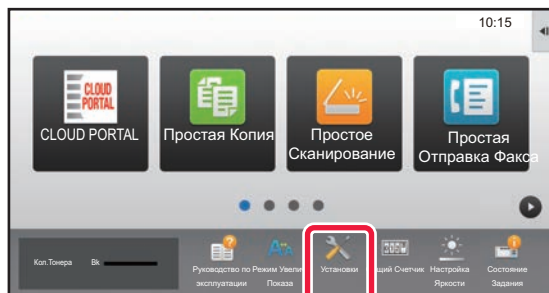 10:15
CLOUD
PORTAL
CLOUD PORTAL
Простая Копия
Простое
Сканирование
Простая
Отправка Факса
Кол.Тонера Bk
Руководство по
эксплуатации
Режим Увели
Показа
Установки
щий Счетчик
Настройка
Яркости
Состояние
Задания